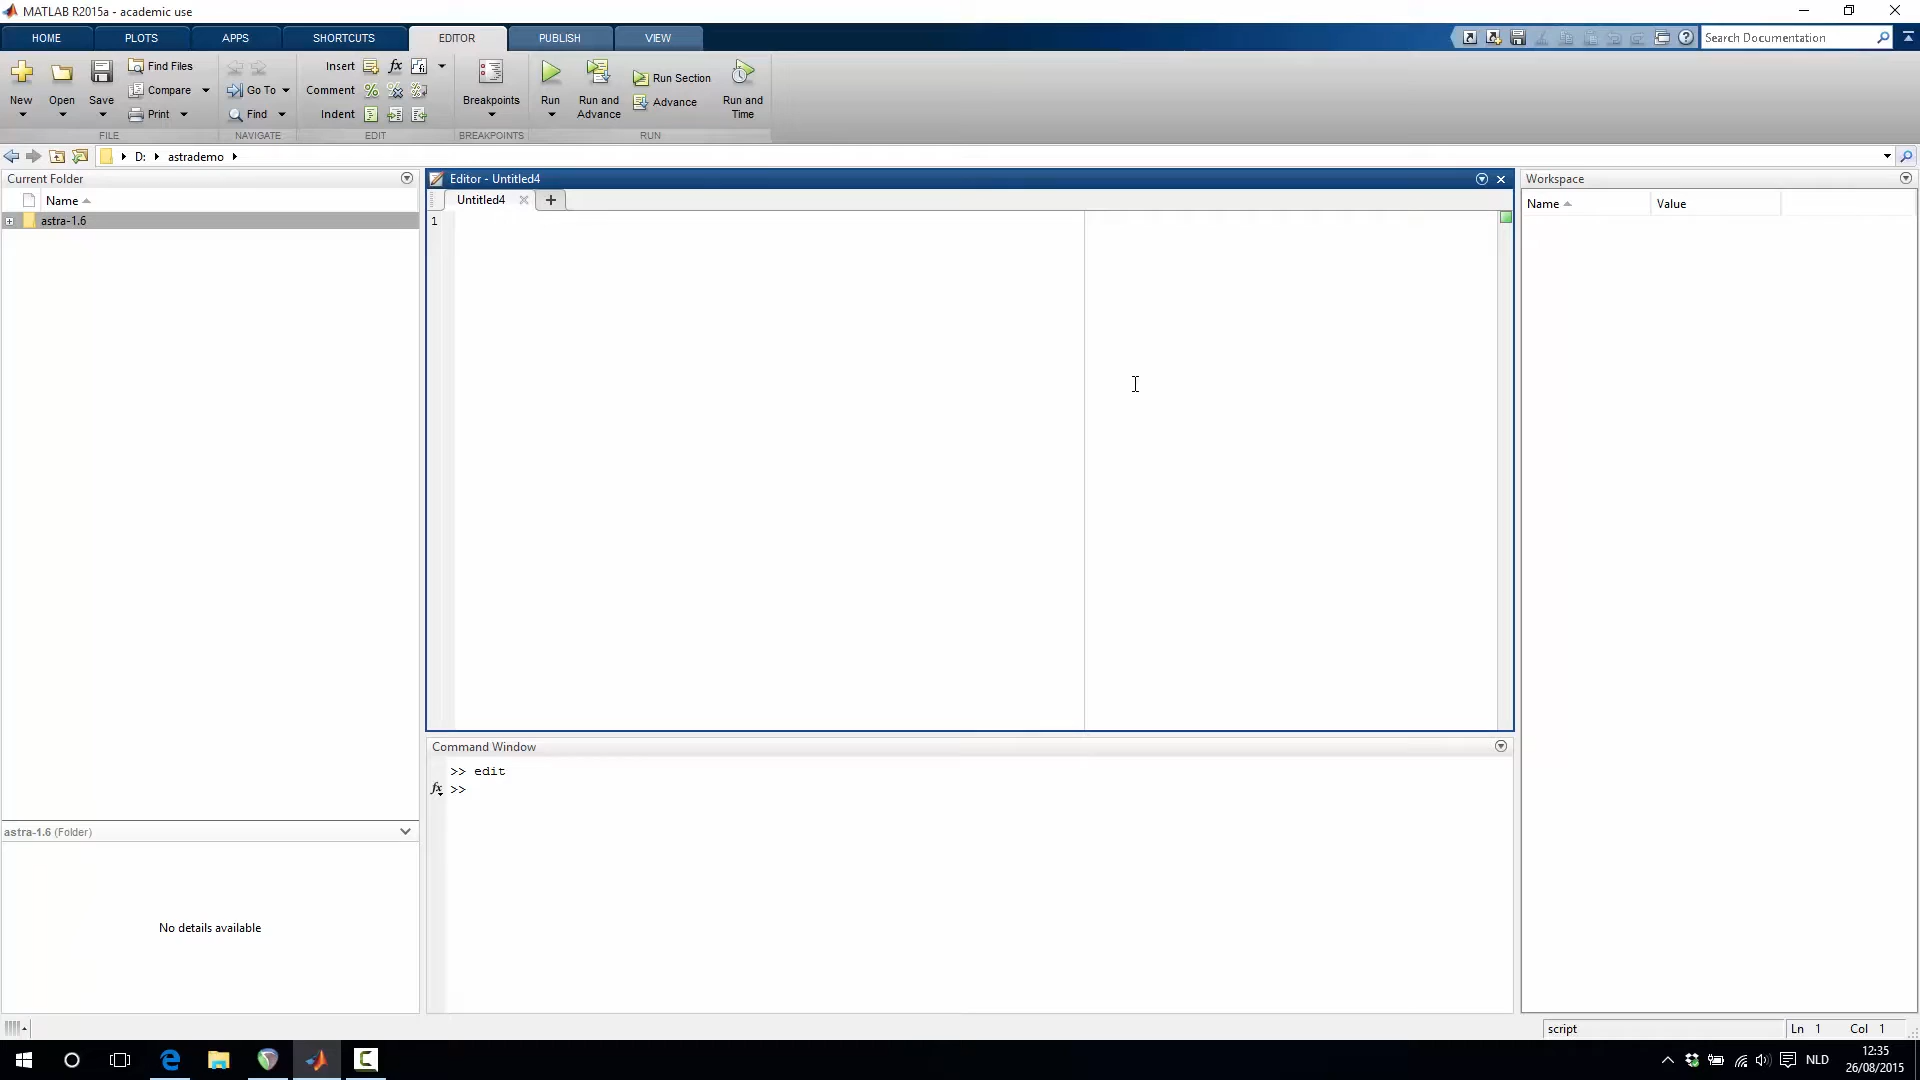 MATLAB R2015a - academic use
HOME PLOTS APPS SHORTCUTS EDITOR PUBLISH VIEW Search Documentation
New Open Save Find Files Compare Print
FILE
Go To Find
NAVIGATE
Insert fx
Comment
Indent
EDIT
Breakpoints
BREAKPOINTS
Run Run and Advance Run Section Advance Run and Time
RUN
D: astrademo
Current Folder
Name
astra-1.6
Editor - Untitled4
Untitled4
1
Workspace
Name Value
Command Window
>> edit
fx >>
astra-1.6 (Folder)
No details available
script Ln 1 Col 1
NLD 12:35
26/08/2015